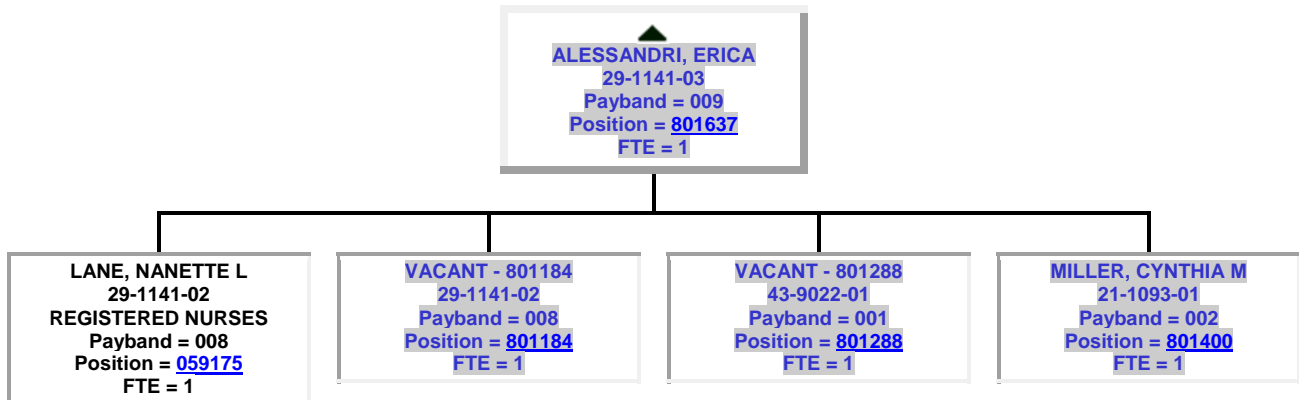 ALESSANDRI, ERICA
29-1141-03
Payband = 009
Position = 801637
FTE = 1
LANE, NANETTE L
29-1141-02
REGISTERED NURSES
Payband = 008
Position = 059175
FTE = 1
VACANT - 801184
29-1141-02
Payband = 008
Position = 801184
FTE = 1
VACANT - 801288
43-9022-01
Payband = 001
Position = 801288
FTE = 1
MILLER, CYNTHIA M
21-1093-01
Payband = 002
Position = 801400
FTE = 1